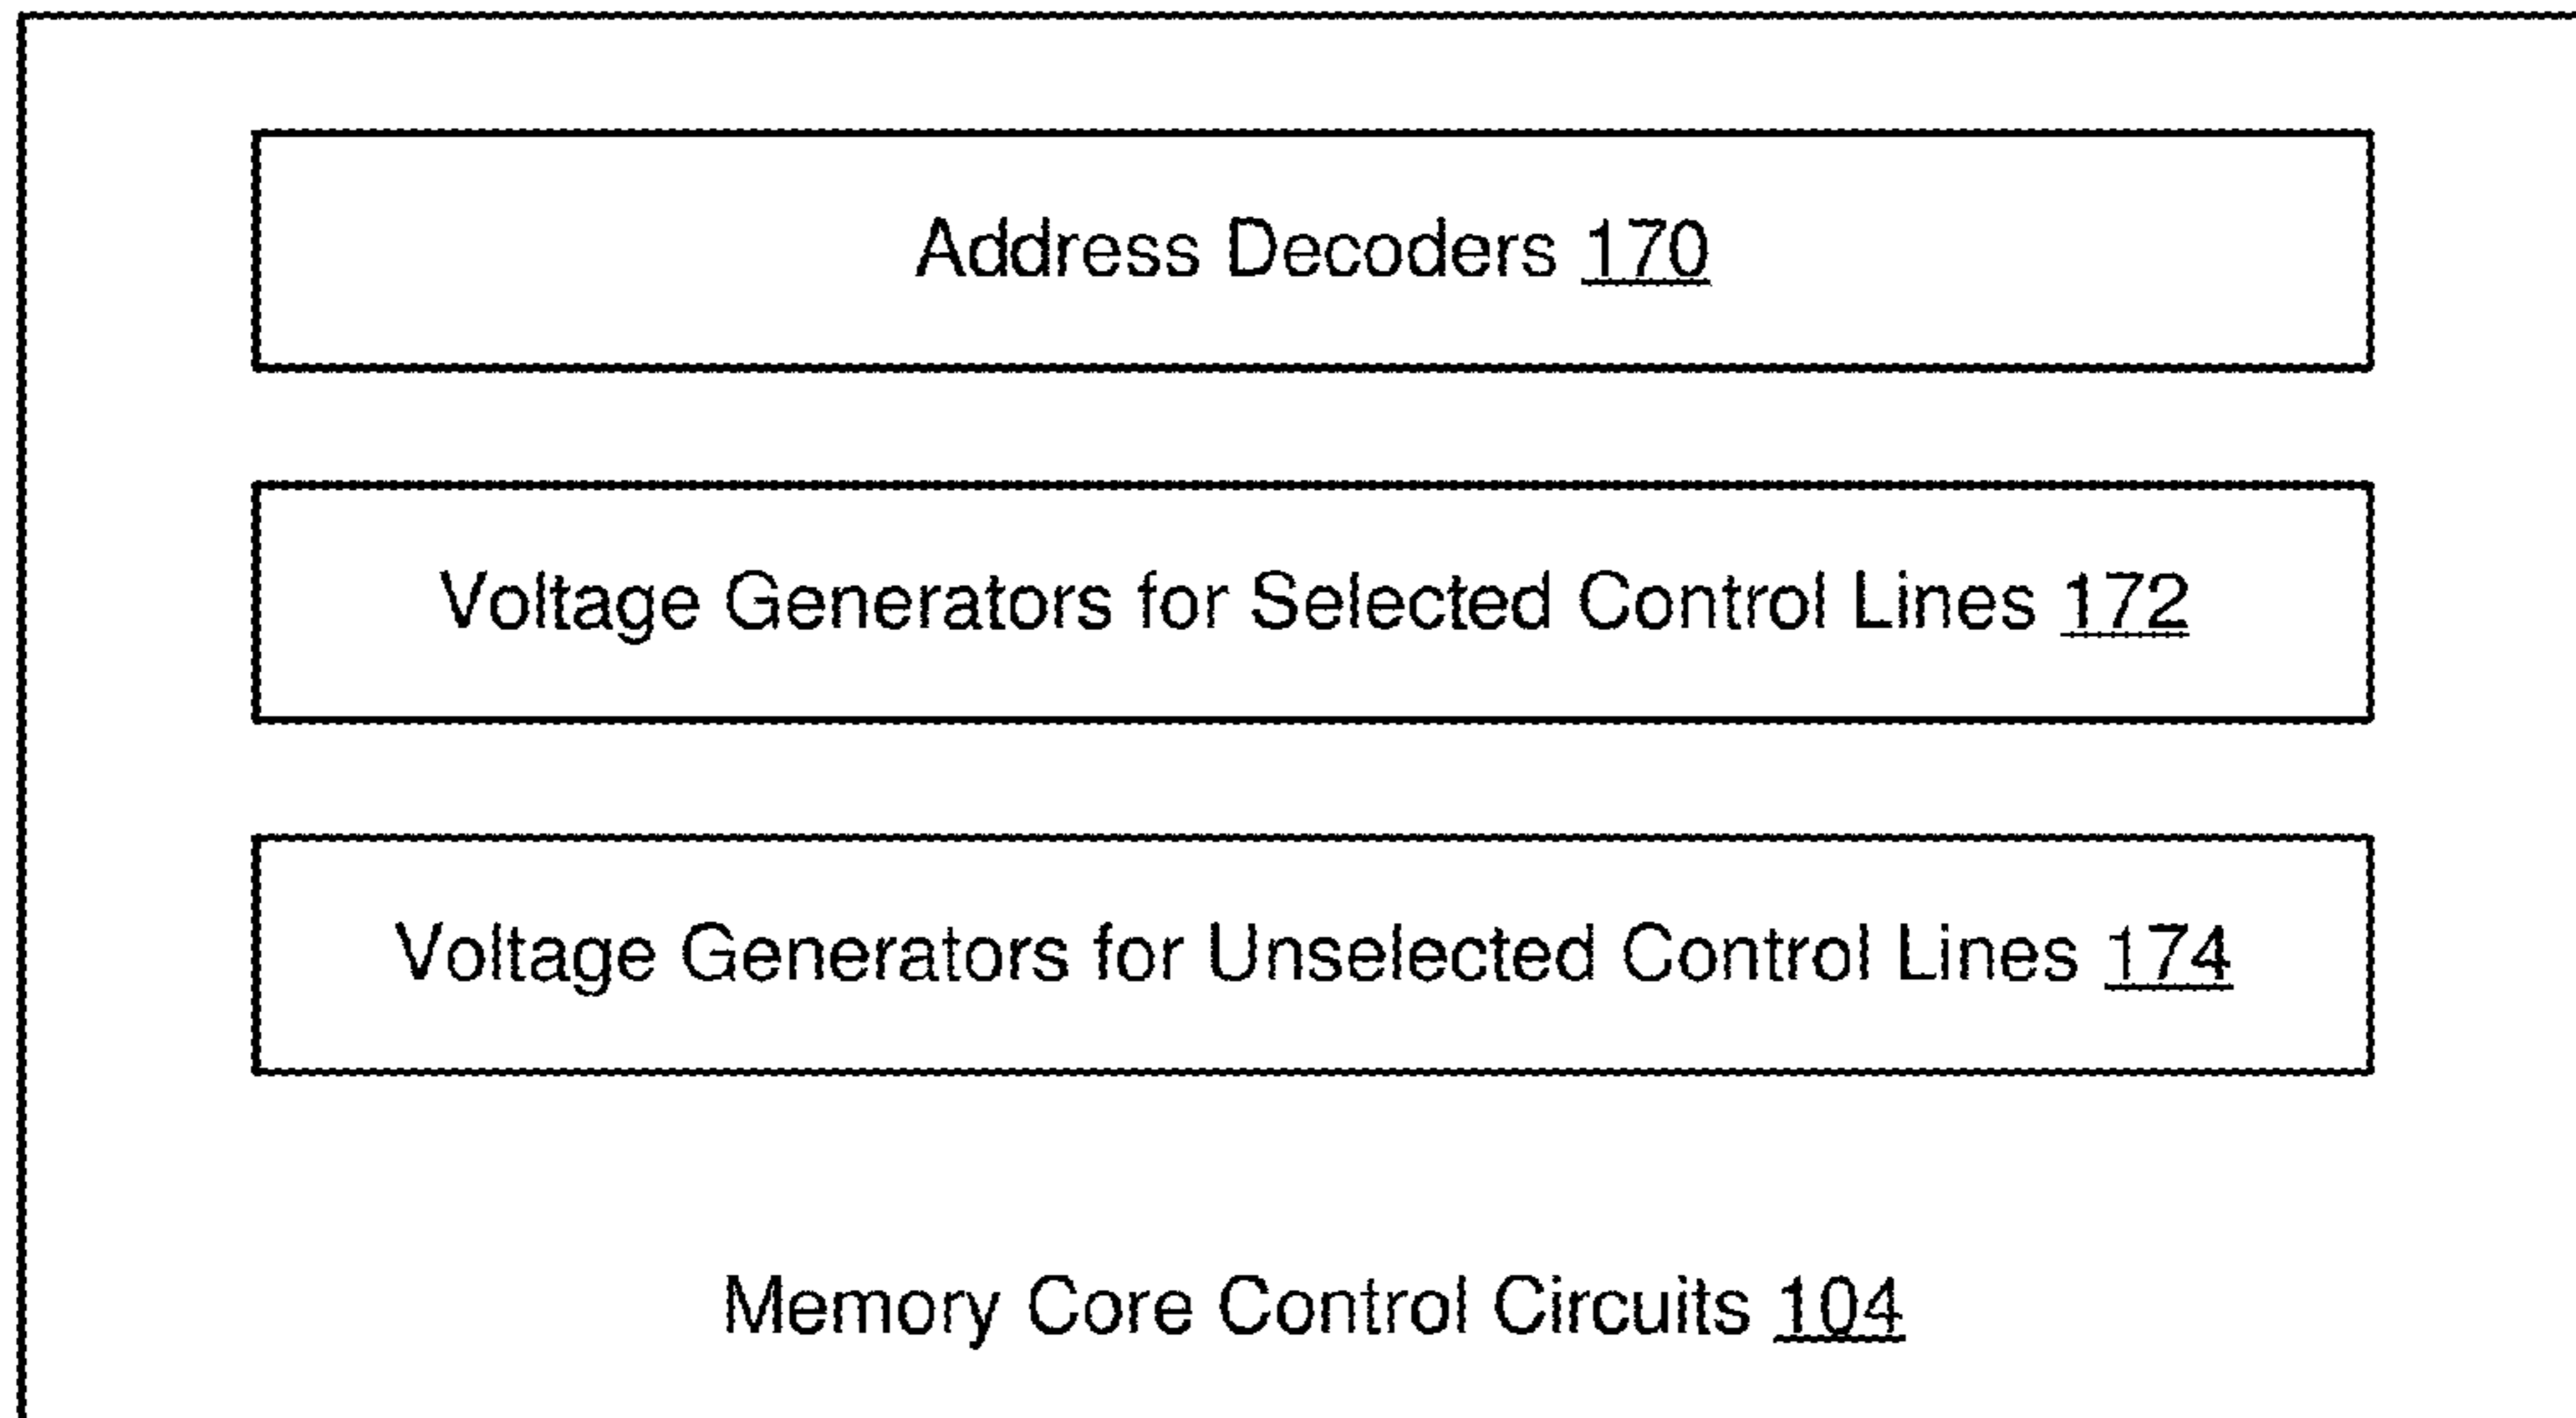 Address Decoders 170
Voltage Generators for Selected Control Lines 172
Voltage Generators for Unselected Control Lines 174
Memory Core Control Circuits 104